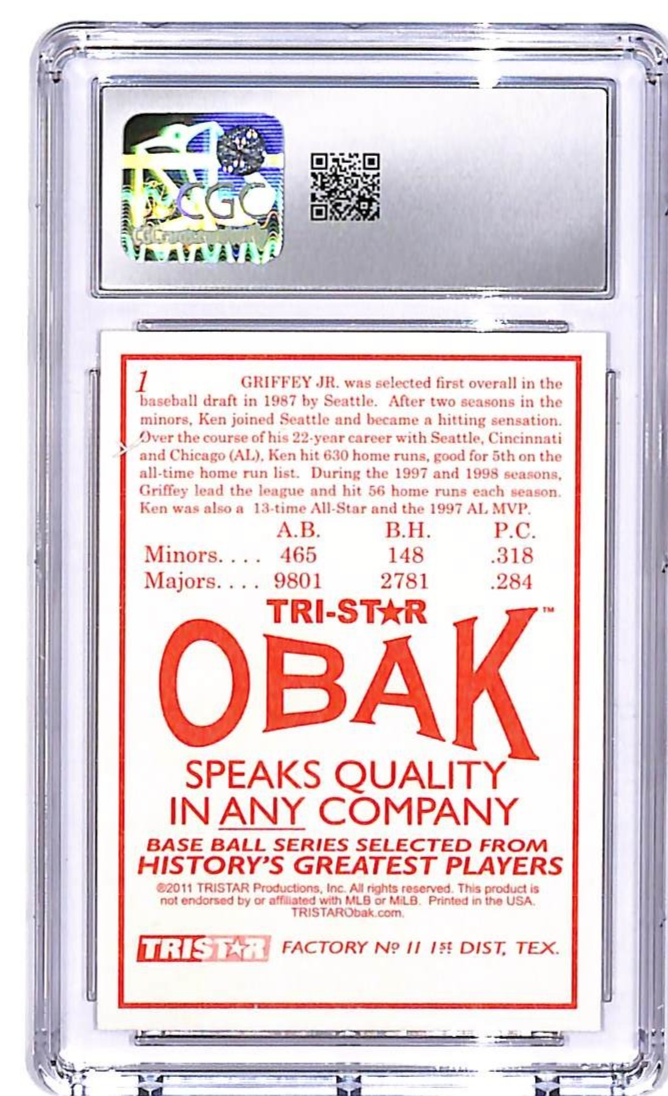 CGC
1 GRIFFEY JR. was selected first overall in the
baseball draft in 1987 by Seattle. After two seasons in the
minors, Ken joined Seattle and became a hitting sensation.
Over the course of his 22-year career with Seattle, Cincinnati
and Chicago (AL), Ken hit 630 home runs, good for 5th on the
all-time home run list. During the 1997 and 1998 seasons,
Griffey lead the league and hit 56 home runs each season.
Ken was also a 13-time All-Star and the 1997 AL MVP.
A.B. B.H. P.C.
Minors. . . . 465 148 .318
Majors. . . . 9801 2781 .284
TRI-ST★R
OBAK™
SPEAKS QUALITY
IN ANY COMPANY
BASE BALL SERIES SELECTED FROM
HISTORY'S GREATEST PLAYERS
©2011 TRISTAR Productions, Inc. All rights reserved. This product is
not endorsed by or affiliated with MLB or MiLB. Printed in the USA.
TRISTARObak.com.
TRIST★R FACTORY Nº 11 1st DIST, TEX.